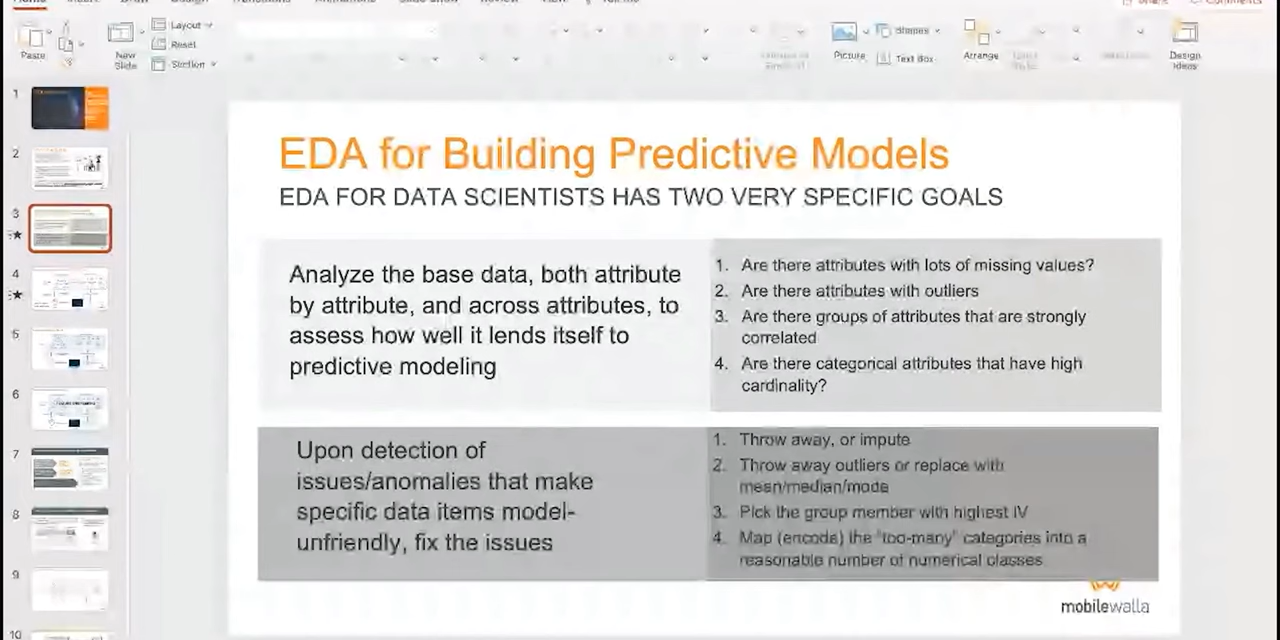 Layout
Reset
Section
Paste
New
Slide
Picture
Shapes
Text Box
Arrange
Design
Ideas
1
2
3
4
5
6
7
8
9
10
EDA for Building Predictive Models
EDA FOR DATA SCIENTISTS HAS TWO VERY SPECIFIC GOALS
Analyze the base data, both attribute
by attribute, and across attributes, to
assess how well it lends itself to
predictive modeling
1. Are there attributes with lots of missing values?
2. Are there attributes with outliers
3. Are there groups of attributes that are strongly
correlated
4. Are there categorical attributes that have high
cardinality?
Upon detection of
issues/anomalies that make
specific data items model-
unfriendly, fix the issues
1. Throw away, or impute
2. Throw away outliers or replace with
mean/median/mode
3. Pick the group member with highest IV
4. Map (encode) the "too-many" categories into a
reasonable number of numerical classes
mobilewalla